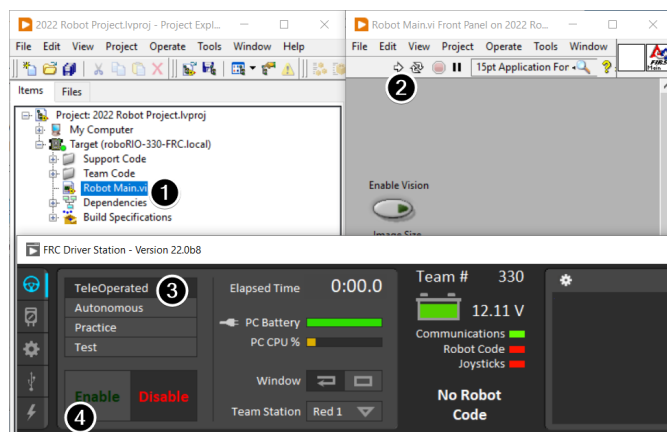 2022 Robot Project.lvproj - Project Expl...
File Edit View Project Operate Tools Window Help
Items Files
Project: 2022 Robot Project.lvproj
My Computer
Target (roboRIO-330-FRC.local)
Support Code
Team Code
Robot Main.vi
1
Dependencies
Build Specifications
Robot Main.vi Front Panel on 2022 Ro...
File Edit View Project Operate Tools Window
15pt Application For
?
FIRST
Main
2
Enable Vision
Image Size
FRC Driver Station - Version 22.0b8
TeleOperated
3
Autonomous
Practice
Test
Enable Disable
4
Elapsed Time 0:00.0
PC Battery
PC CPU %
Window
Team Station Red 1
Team # 330
12.11 V
Communications
Robot Code
Joysticks
No Robot
Code